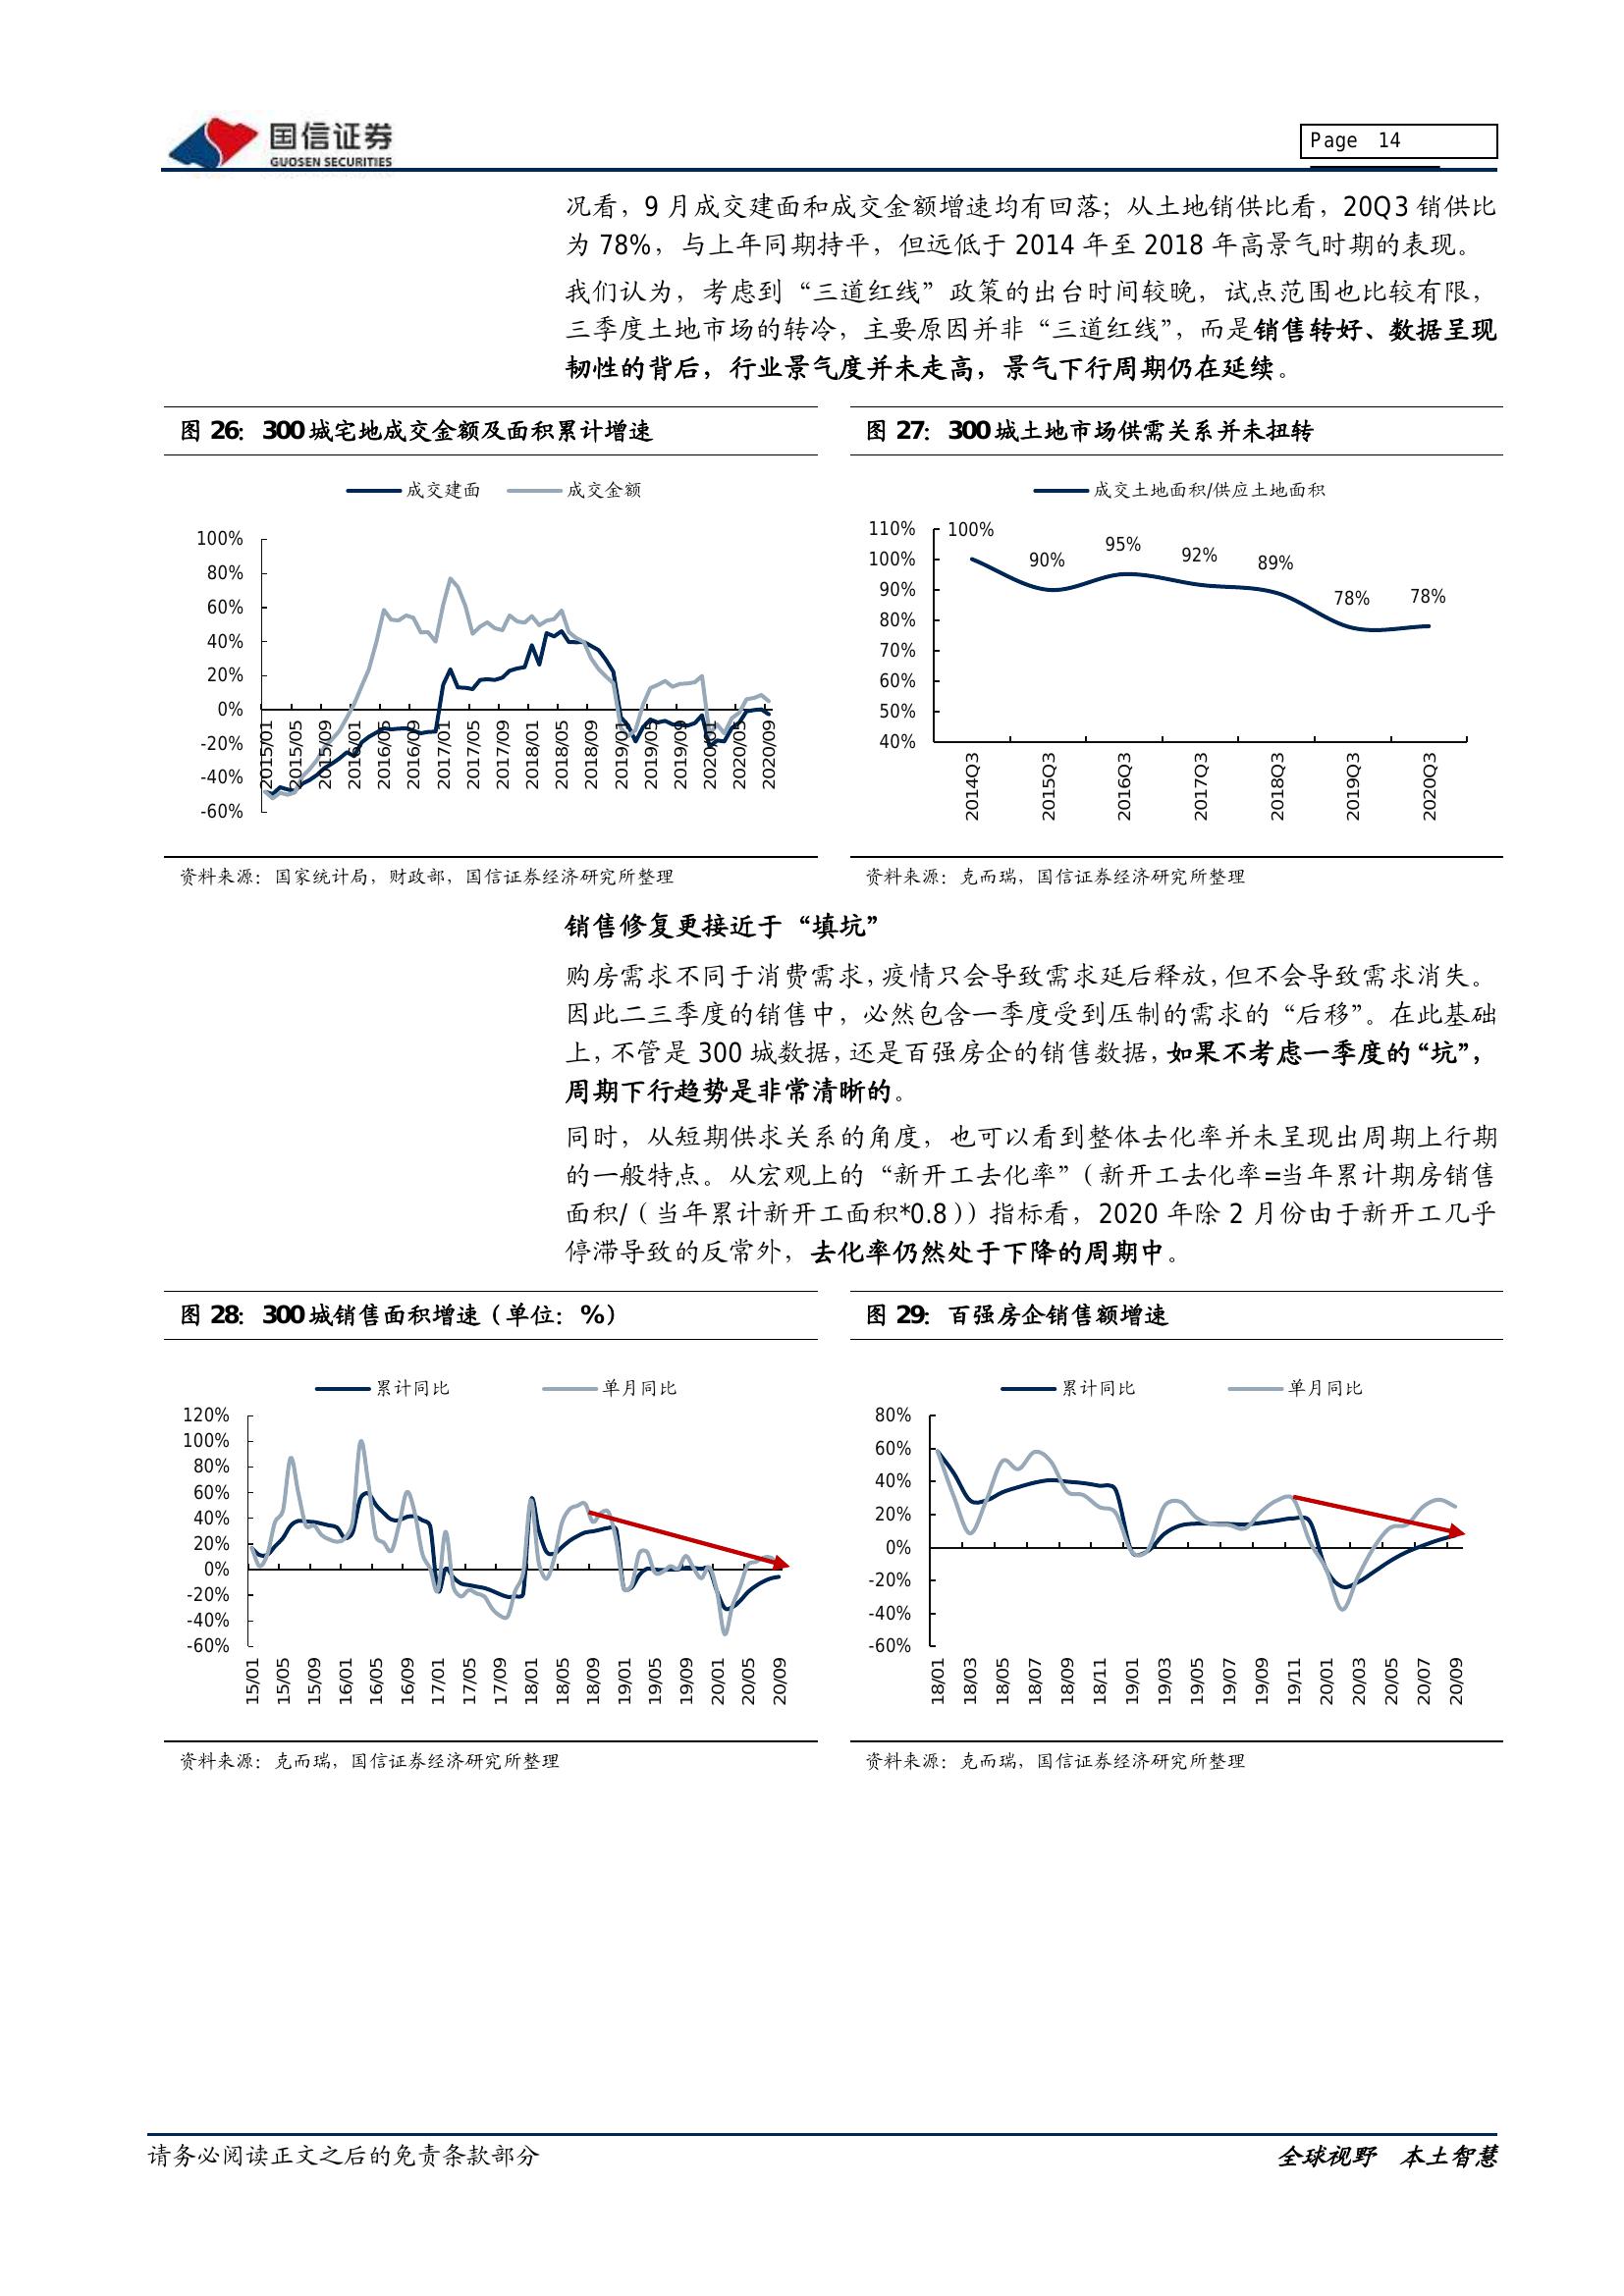 国信证券
GUOSEN SECURITIES
Page 14
况看，9 月成交建面和成交金额增速均有回落；从土地销供比看，20Q3 销供比
为 78%，与上年同期持平，但远低于 2014 年至 2018 年高景气时期的表现。
我们认为，考虑到“三道红线”政策的出台时间较晚，试点范围也比较有限，
三季度土地市场的转冷，主要原因并非“三道红线”，而是销售转好、数据呈现
韧性的背后，行业景气度并未走高，景气下行周期仍在延续。
图 26：300 城宅地成交金额及面积累计增速
成交建面 成交金额
100%
80%
60%
40%
20%
0%
-20%
-40%
-60%
2015/01 2015/05 2015/09 2016/01 2016/05 2016/09 2017/01 2017/05 2017/09 2018/01 2018/05 2018/09 2019/01 2019/05 2019/09 2020/01 2020/05 2020/09
资料来源：国家统计局，财政部，国信证券经济研究所整理
图 27：300 城土地市场供需关系并未扭转
成交土地面积/供应土地面积
110%
100%
90%
80%
70%
60%
50%
40%
100% 90% 95% 92% 89% 78% 78%
2014Q3 2015Q3 2016Q3 2017Q3 2018Q3 2019Q3 2020Q3
资料来源：克而瑞，国信证券经济研究所整理
销售修复更接近于“填坑”
购房需求不同于消费需求，疫情只会导致需求延后释放，但不会导致需求消失。
因此二三季度的销售中，必然包含一季度受到压制的需求的“后移”。在此基础
上，不管是 300 城数据，还是百强房企的销售数据，如果不考虑一季度的“坑”，
周期下行趋势是非常清晰的。
同时，从短期供求关系的角度，也可以看到整体去化率并未呈现出周期上行期
的一般特点。从宏观上的“新开工去化率”（新开工去化率=当年累计期房销售
面积/（当年累计新开工面积*0.8））指标看，2020 年除 2 月份由于新开工几乎
停滞导致的反常外，去化率仍然处于下降的周期中。
图 28：300 城销售面积增速（单位：%）
累计同比 单月同比
120%
100%
80%
60%
40%
20%
0%
-20%
-40%
-60%
15/01 15/05 15/09 16/01 16/05 16/09 17/01 17/05 17/09 18/01 18/05 18/09 19/01 19/05 19/09 20/01 20/05 20/09
资料来源：克而瑞，国信证券经济研究所整理
图 29：百强房企销售额增速
累计同比 单月同比
80%
60%
40%
20%
0%
-20%
-40%
-60%
18/01 18/03 18/05 18/07 18/09 18/11 19/01 19/03 19/05 19/07 19/09 19/11 20/01 20/03 20/05 20/07 20/09
资料来源：克而瑞，国信证券经济研究所整理
请务必阅读正文之后的免责条款部分
全球视野 本土智慧